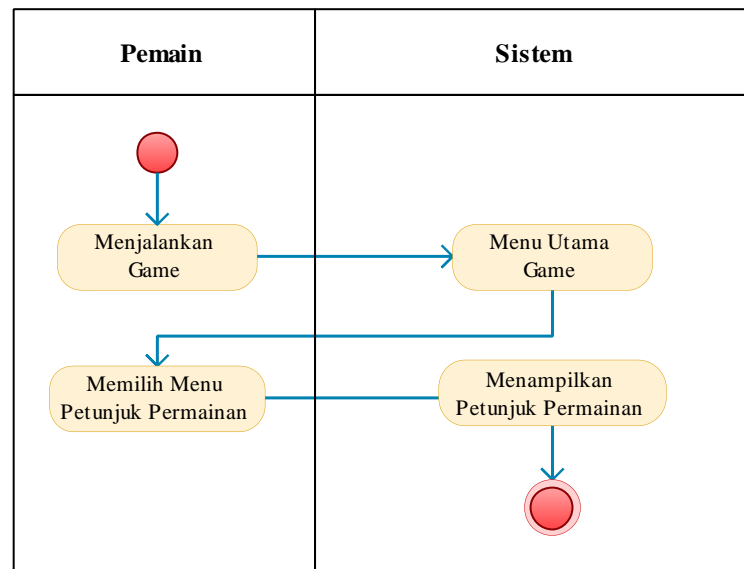 Pemain
Sistem
Menjalankan
Game
Menu Utama
Game
Memilih Menu
Petunjuk Permainan
Menampilkan
Petunjuk Permainan